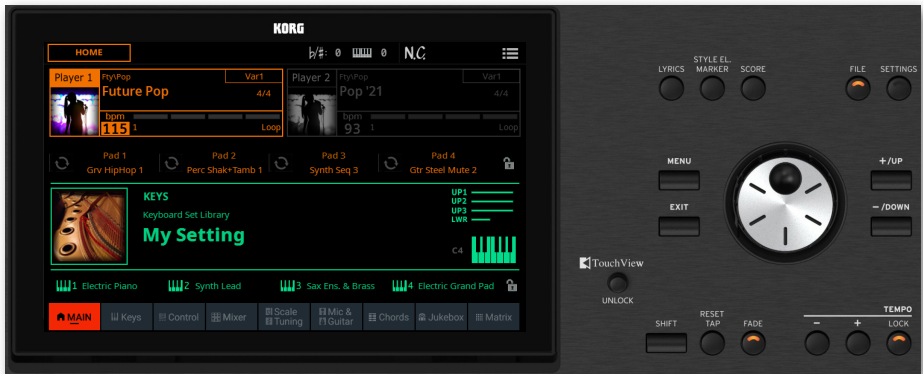 KORG
HOME
♭/♯: 0 0 N.C.
Player 1 Fty\Pop Var1
Future Pop 4/4
bpm
115 1 Loop
Player 2 Fty\Pop Var1
Pop '21 4/4
bpm
93 1 Loop
Pad 1 Pad 2 Pad 3 Pad 4
Grv HipHop 1 Perc Shak+Tamb 1 Synth Seq 3 Gtr Steel Mute 2
KEYS
Keyboard Set Library
My Setting
UP1
UP2
UP3
LWR
C4
1 Electric Piano 2 Synth Lead 3 Sax Ens. & Brass 4 Electric Grand Pad
MAIN Keys Control Mixer Scale Tuning Mic & Guitar Chords Jukebox Matrix
LYRICS STYLE EL. MARKER SCORE FILE SETTINGS
MENU +/UP
EXIT -/DOWN
TouchView
UNLOCK
TEMPO
SHIFT RESET TAP FADE - + LOCK